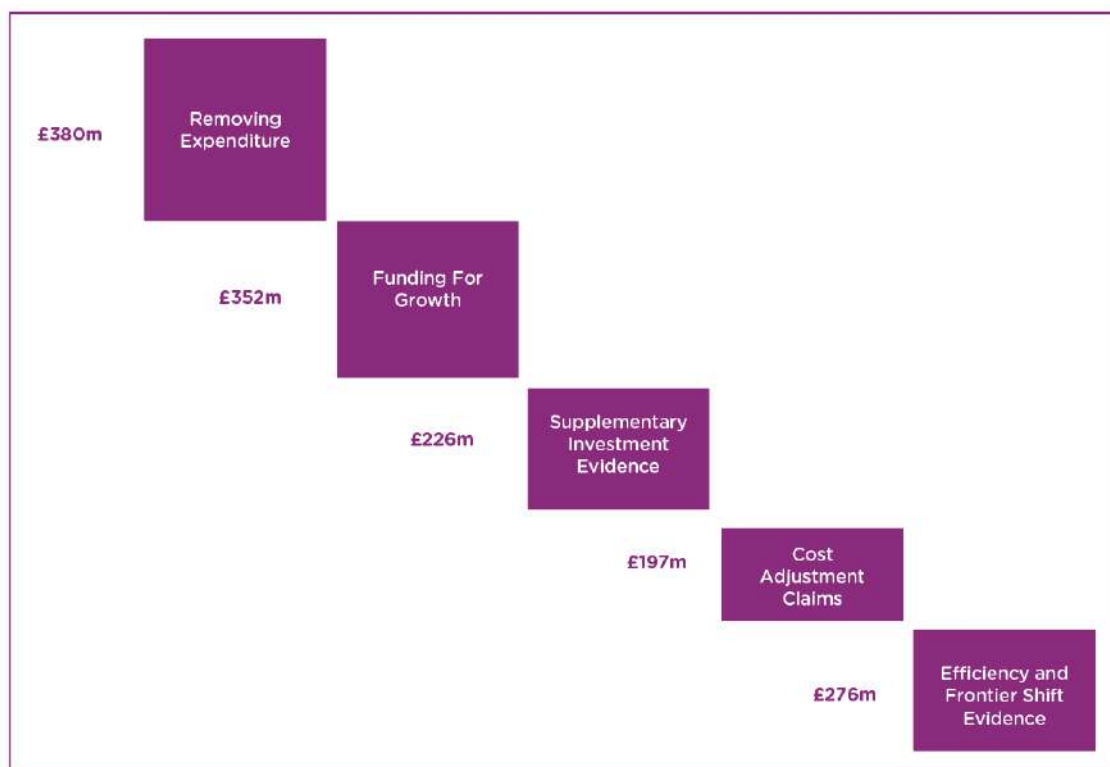 Removing
Expenditure
£380m
Funding For
Growth
£352m
Supplementary
Investment
Evidence
£226m
Cost
Adjustment
Claims
£197m
Efficiency and
Frontier Shift
Evidence
£276m